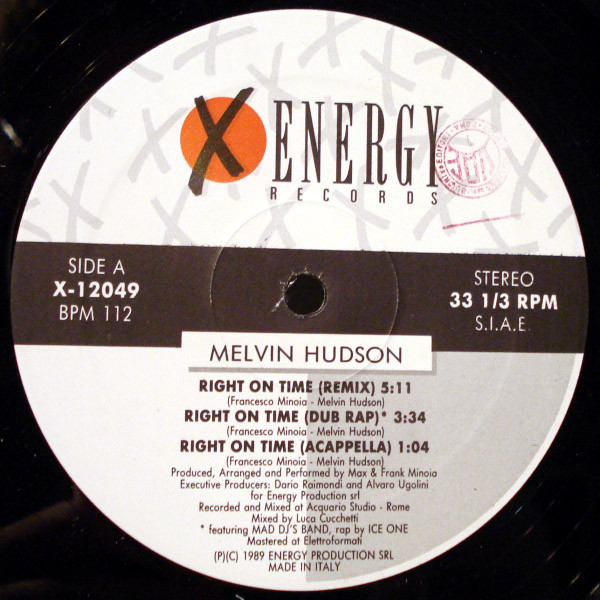 X ENERGY
RECORDS
SIDE A
X-12049
BPM 112
STEREO
33 1/3 RPM
S.I.A.E.
MELVIN HUDSON
RIGHT ON TIME (REMIX) 5:11
(Francesco Minoia - Melvin Hudson)
RIGHT ON TIME (DUB RAP)* 3:34
(Francesco Minoia - Melvin Hudson)
RIGHT ON TIME (ACAPPELLA) 1:04
(Francesco Minoia - Melvin Hudson)
Produced, Arranged and Performed by Max & Frank Minoia
Executive Producers: Dario Raimondi and Alvaro Ugolini
for Energy Production srl
Recorded and Mixed at Acquario Studio - Rome
Mixed by Luca Cucchetti
* featuring MAD DJ'S BAND, rap by ICE ONE
Mastered at Elettroformati
(P)(C) 1989 ENERGY PRODUCTION SRL
MADE IN ITALY